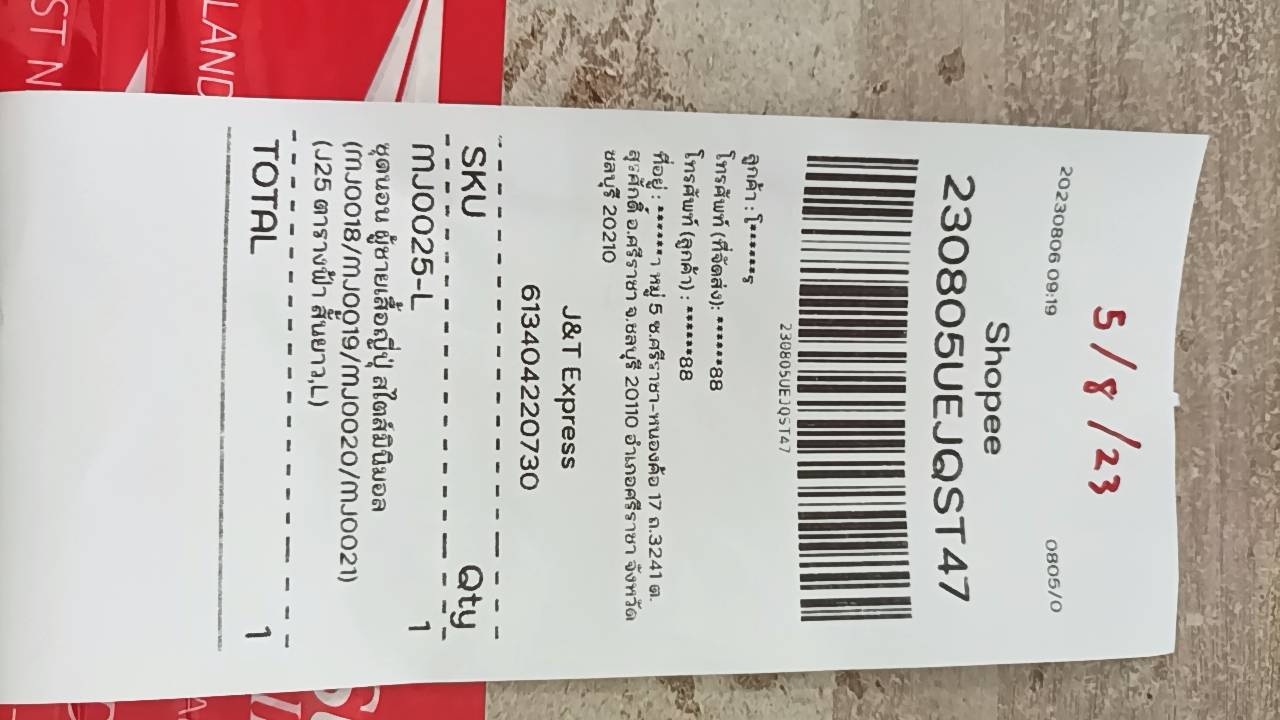 5/8/23
20230806 09:19 0805/0
Shopee
230805UEJQST47
230805UEJQST47
ลูกค้า : โ******ร
โทรศัพท์ (ที่จัดส่ง): ******88
โทรศัพท์ (ลูกค้า) : ******88
ที่อยู่ : ******า หมู่ 5 ซ.ศรีราชา-หนองค้อ 17 ถ.3241 ต.
สุรศักดิ์ อ.ศรีราชา จ.ชลบุรี 20110 อำเภอศรีราชา จังหวัด
ชลบุรี 20210
J&T Express
613404220730
SKU Qty
MJ0025-L 1
ชุดนอน ผู้ชายเสื้อญี่ปุ่ สไตล์มินิมอล
(MJ0018/MJ0019/MJ0020/MJ0021)
(J25 ตารางฟ้า สั้นยาว,L)
TOTAL 1
LAND
ST N